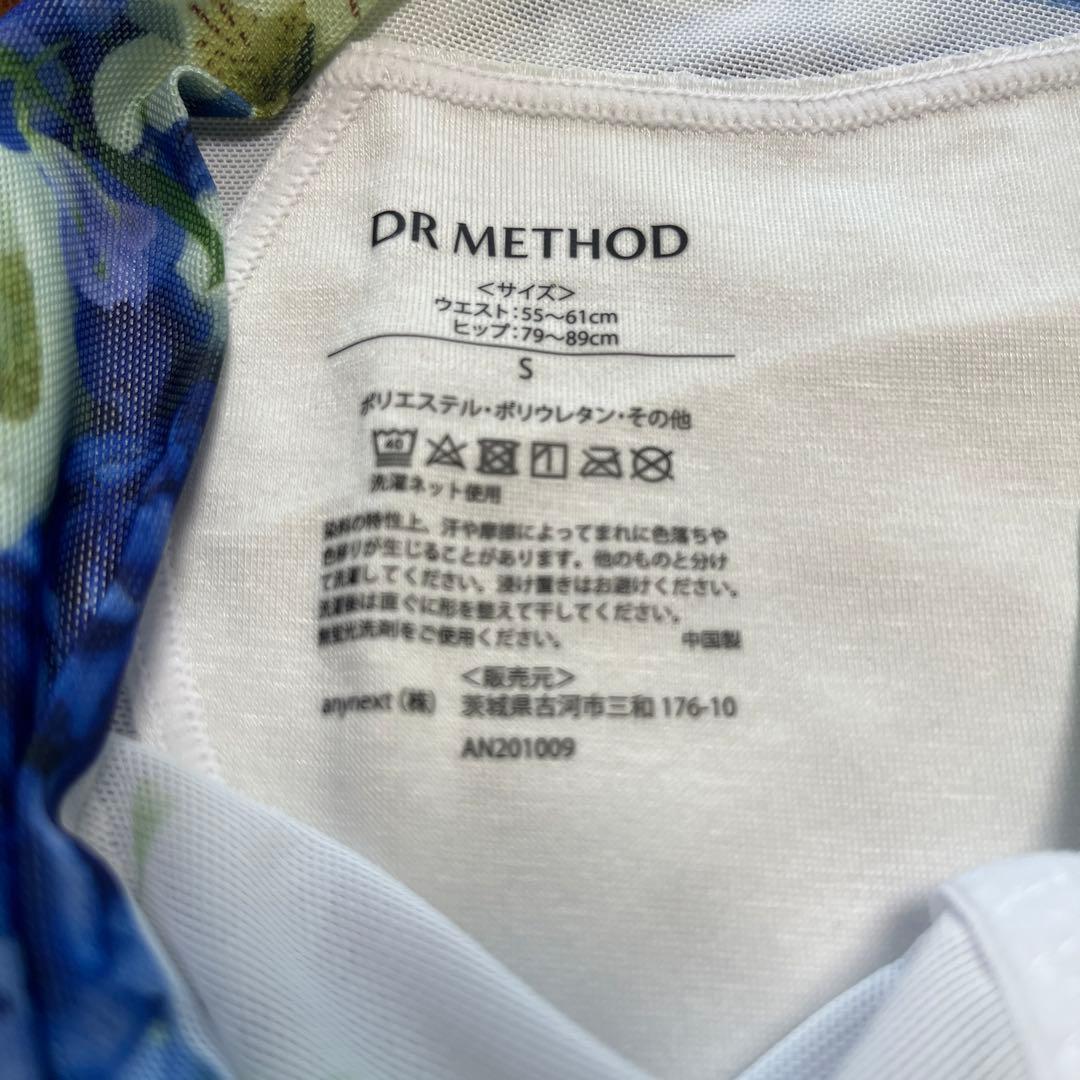 DR METHOD
<サイズ>
ウエスト:55〜61cm
ヒップ:79〜89cm
S
ポリエステル・ポリウレタン・その他
40
洗濯ネット使用
染料の特性上、汗や摩擦によってまれに色落ちや
色移りが生じることがあります。他のものと分け
て洗濯してください。浸け置きはお避けください。
洗濯後は直ぐに形を整えて干してください。
無蛍光洗剤をご使用ください。 中国製
<販売元>
anynext(株) 茨城県古河市三和176-10
AN201009